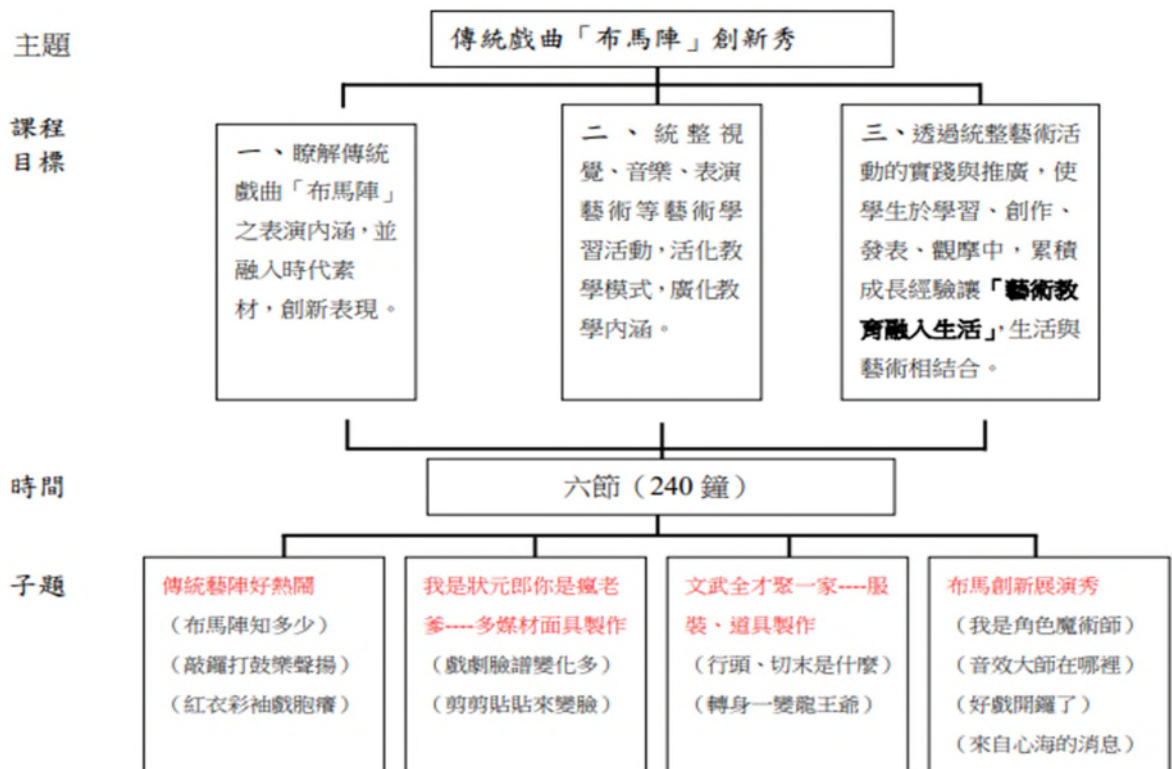 主題
傳統戲曲「布馬陣」創新秀
課程
目標
一、瞭解傳統
戲曲「布馬陣」
之表演內涵，並
融入時代素
材，創新表現。
二、統整視
覺、音樂、表演
藝術等藝術學
習活動，活化教
學模式，廣化教
學內涵。
三、透過統整藝術活
動的實踐與推廣，使
學生於學習、創作、
發表、觀摩中，累積
成長經驗讓「藝術教
育融入生活」，生活與
藝術相結合。
時間
六節（240 鐘）
子題
傳統藝陣好熱鬧
（布馬陣知多少）
（敲鑼打鼓樂聲揚）
（紅衣彩袖戲胞癢）
我是狀元郎你是瘋老
爹----多媒材面具製作
（戲劇臉譜變化多）
（剪剪貼貼來變臉）
文武全才聚一家----服
裝、道具製作
（行頭、切末是什麼）
（轉身一變龍王爺）
布馬創新展演秀
（我是角色魔術師）
（音效大師在哪裡）
（好戲開鑼了）
（來自心海的消息）